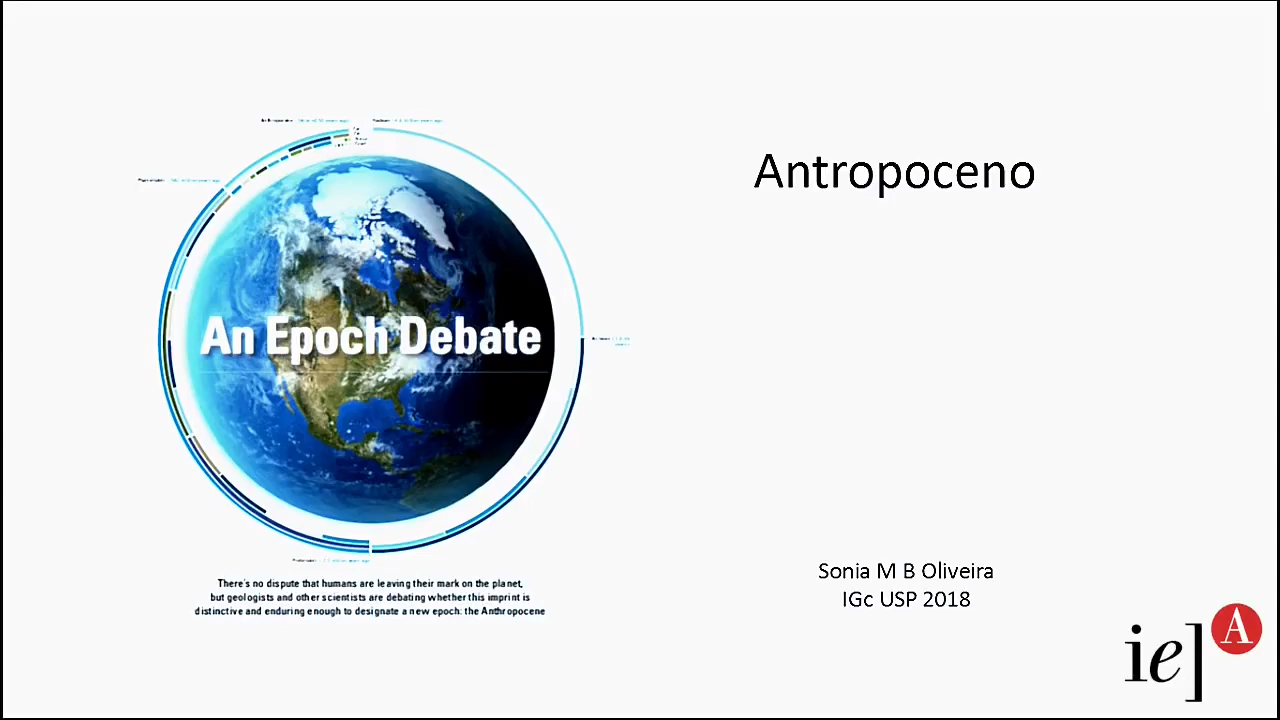 Antropoceno
An Epoch Debate
There's no dispute that humans are leaving their mark on the planet,
but geologists and other scientists are debating whether this imprint is
distinctive and enduring enough to designate a new epoch: the Anthropocene
Sonia M B Oliveira
IGc USP 2018
ie] A